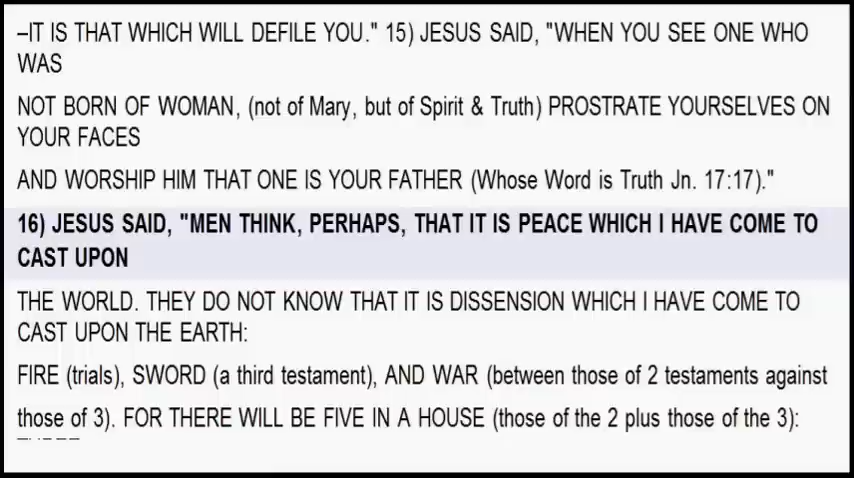 –IT IS THAT WHICH WILL DEFILE YOU." 15) JESUS SAID, "WHEN YOU SEE ONE WHO
WAS
NOT BORN OF WOMAN, (not of Mary, but of Spirit & Truth) PROSTRATE YOURSELVES ON
YOUR FACES
AND WORSHIP HIM THAT ONE IS YOUR FATHER (Whose Word is Truth Jn. 17:17)."
16) JESUS SAID, "MEN THINK, PERHAPS, THAT IT IS PEACE WHICH I HAVE COME TO
CAST UPON
THE WORLD. THEY DO NOT KNOW THAT IT IS DISSENSION WHICH I HAVE COME TO
CAST UPON THE EARTH:
FIRE (trials), SWORD (a third testament), AND WAR (between those of 2 testaments against
those of 3). FOR THERE WILL BE FIVE IN A HOUSE (those of the 2 plus those of the 3):